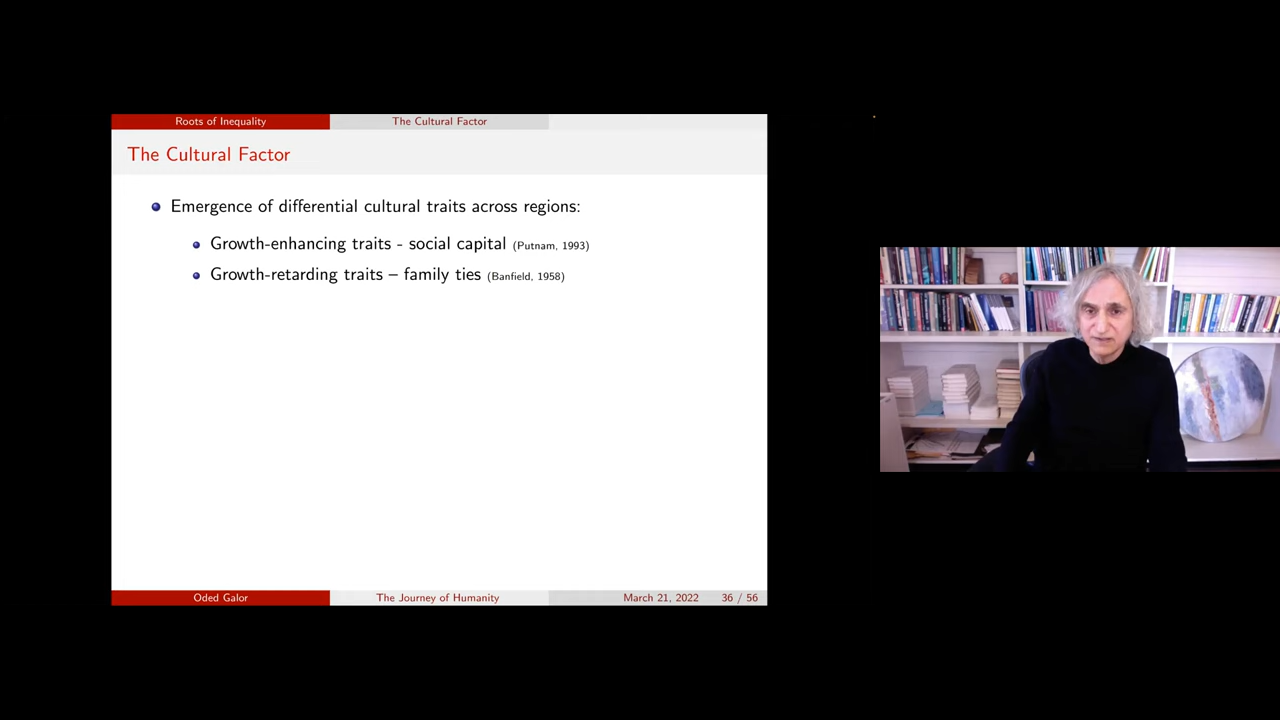 Roots of Inequality The Cultural Factor
The Cultural Factor
Emergence of differential cultural traits across regions:
Growth-enhancing traits - social capital (Putnam, 1993)
Growth-retarding traits – family ties (Banfield, 1958)
Oded Galor The Journey of Humanity March 21, 2022 36 / 56